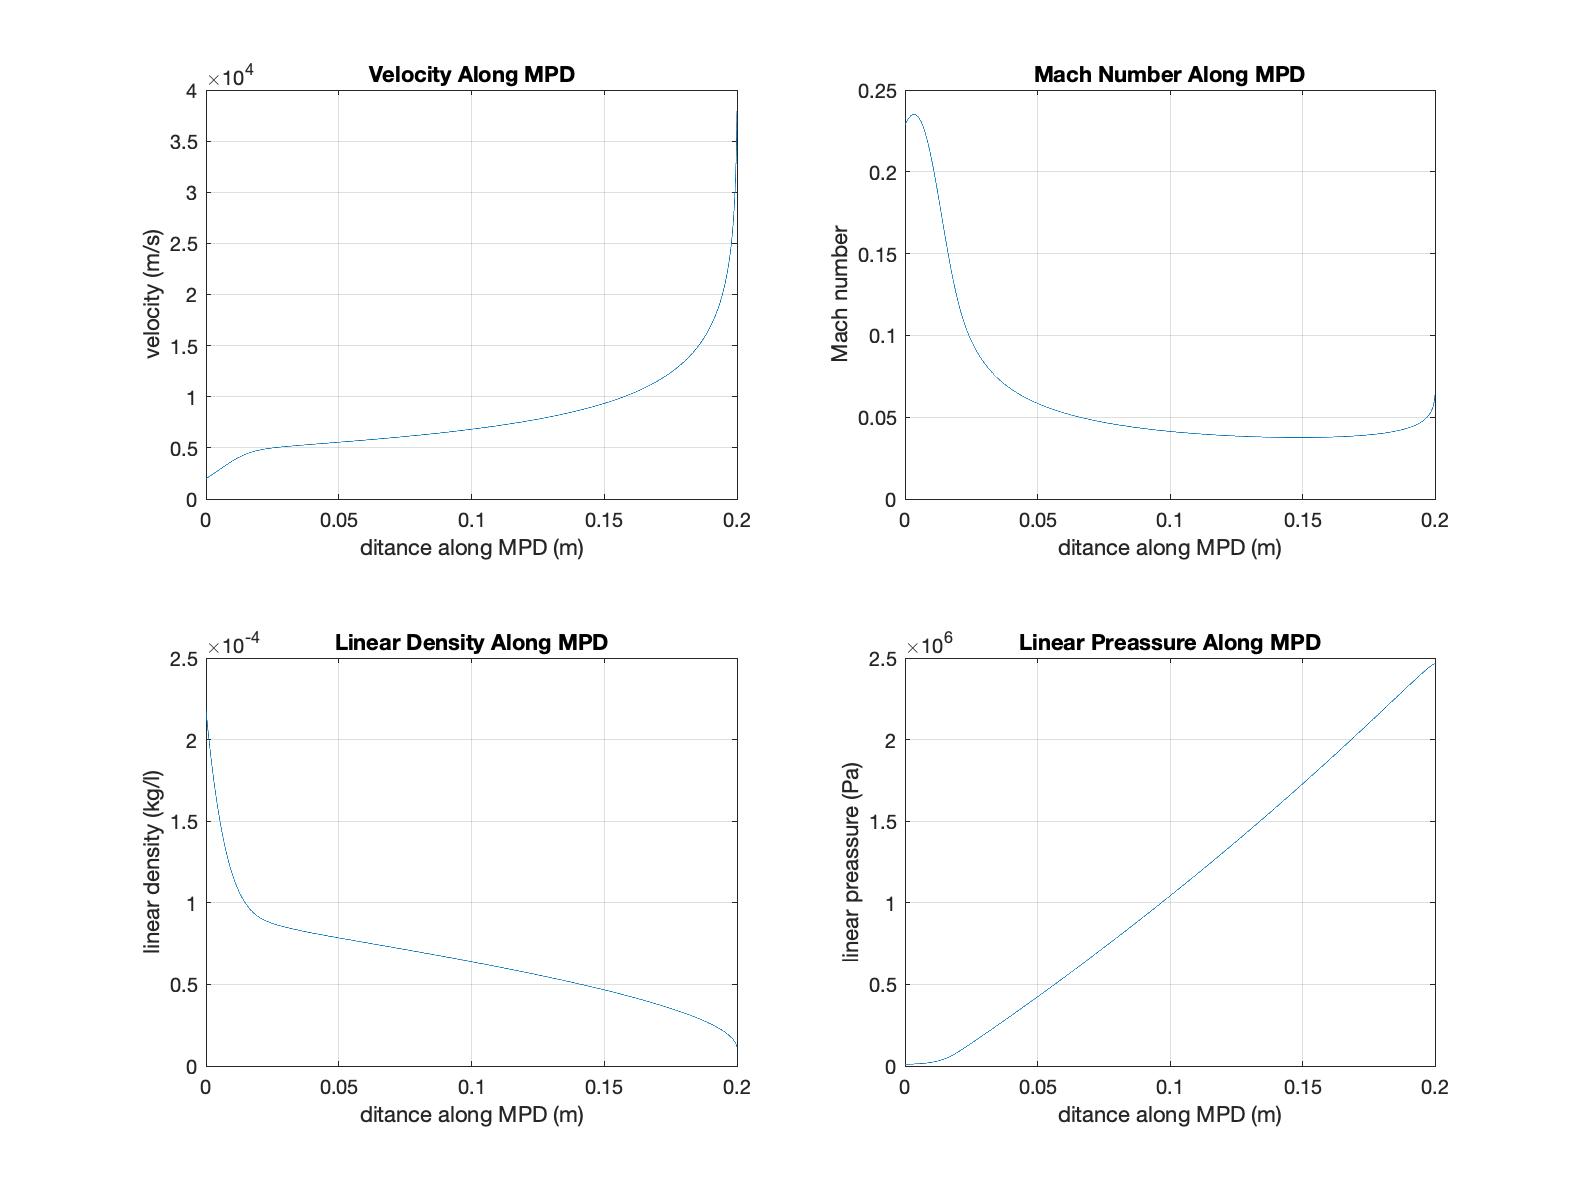 Velocity Along MPD
×10^4
4
3.5
3
2.5
2
1.5
1
0.5
0
velocity (m/s)
0 0.05 0.1 0.15 0.2
ditance along MPD (m)
Mach Number Along MPD
0.25
0.2
0.15
0.1
0.05
0
Mach number
0 0.05 0.1 0.15 0.2
ditance along MPD (m)
Linear Density Along MPD
×10^-4
2.5
2
1.5
1
0.5
0
linear density (kg/l)
0 0.05 0.1 0.15 0.2
ditance along MPD (m)
Linear Preassure Along MPD
×10^6
2.5
2
1.5
1
0.5
0
linear preassure (Pa)
0 0.05 0.1 0.15 0.2
ditance along MPD (m)